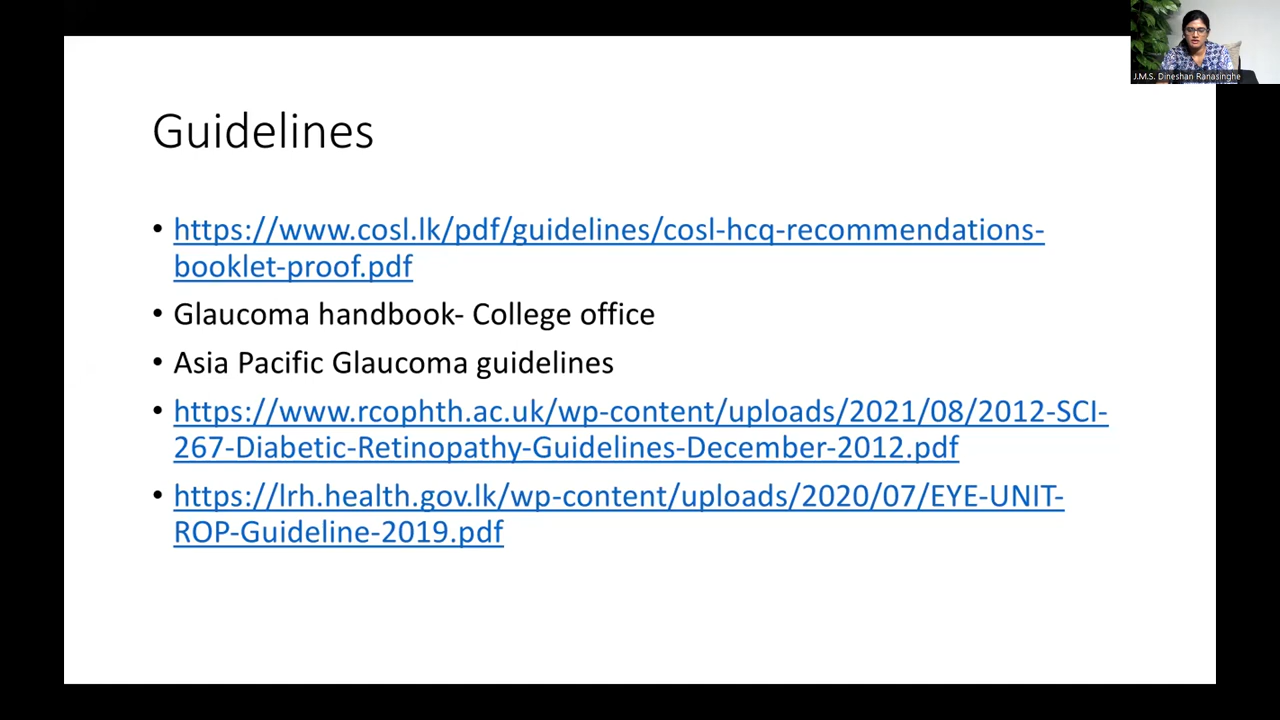 J.M.S. Dineshan Ranasinghe
Guidelines
• https://www.cosl.lk/pdf/guidelines/cosl-hcq-recommendations-
booklet-proof.pdf
• Glaucoma handbook- College office
• Asia Pacific Glaucoma guidelines
• https://www.rcophth.ac.uk/wp-content/uploads/2021/08/2012-SCI-
267-Diabetic-Retinopathy-Guidelines-December-2012.pdf
• https://lrh.health.gov.lk/wp-content/uploads/2020/07/EYE-UNIT-
ROP-Guideline-2019.pdf